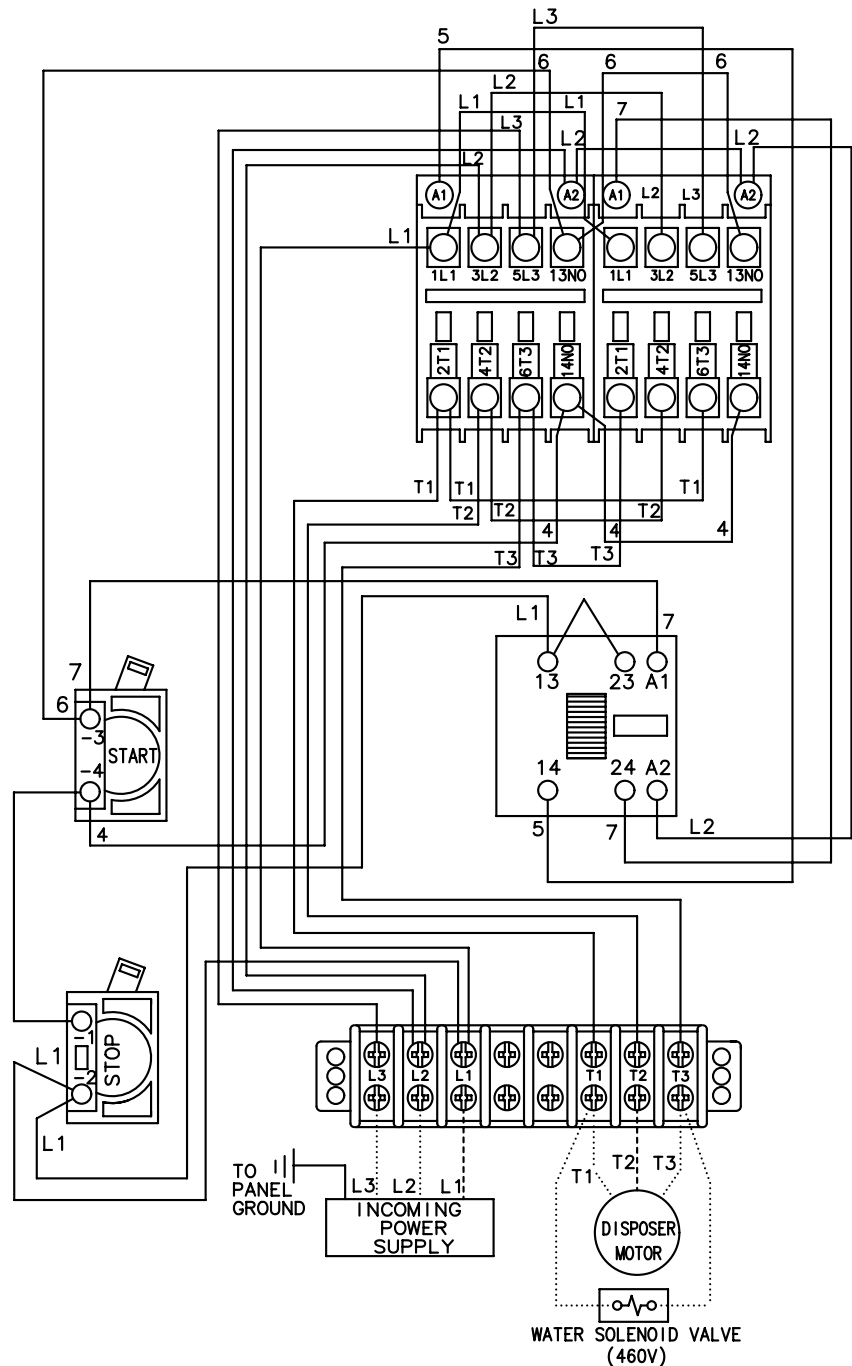 L3
5
6
6
6
L2
L1
L1
7
L3
L2
L2
L2
A1
A2
A1
L2
L3
A2
L1
1L1
3L2
5L3
13NO
1L1
3L2
5L3
13NO
2T1
4T2
6T3
14NO
2T1
4T2
6T3
14NO
T1
T1
T1
T2
T2
T2
4
4
4
T3
T3
T3
L1
7
7
13
23
A1
6
-3
START
-4
4
14
24
A2
5
7
L2
L1
-1
STOP
-2
L1
L3
L2
L1
T1
T2
T3
TO
PANEL
GROUND
L3
L2
L1
INCOMING
POWER
SUPPLY
T1
T2
T3
DISPOSER
MOTOR
WATER SOLENOID VALVE
(460V)